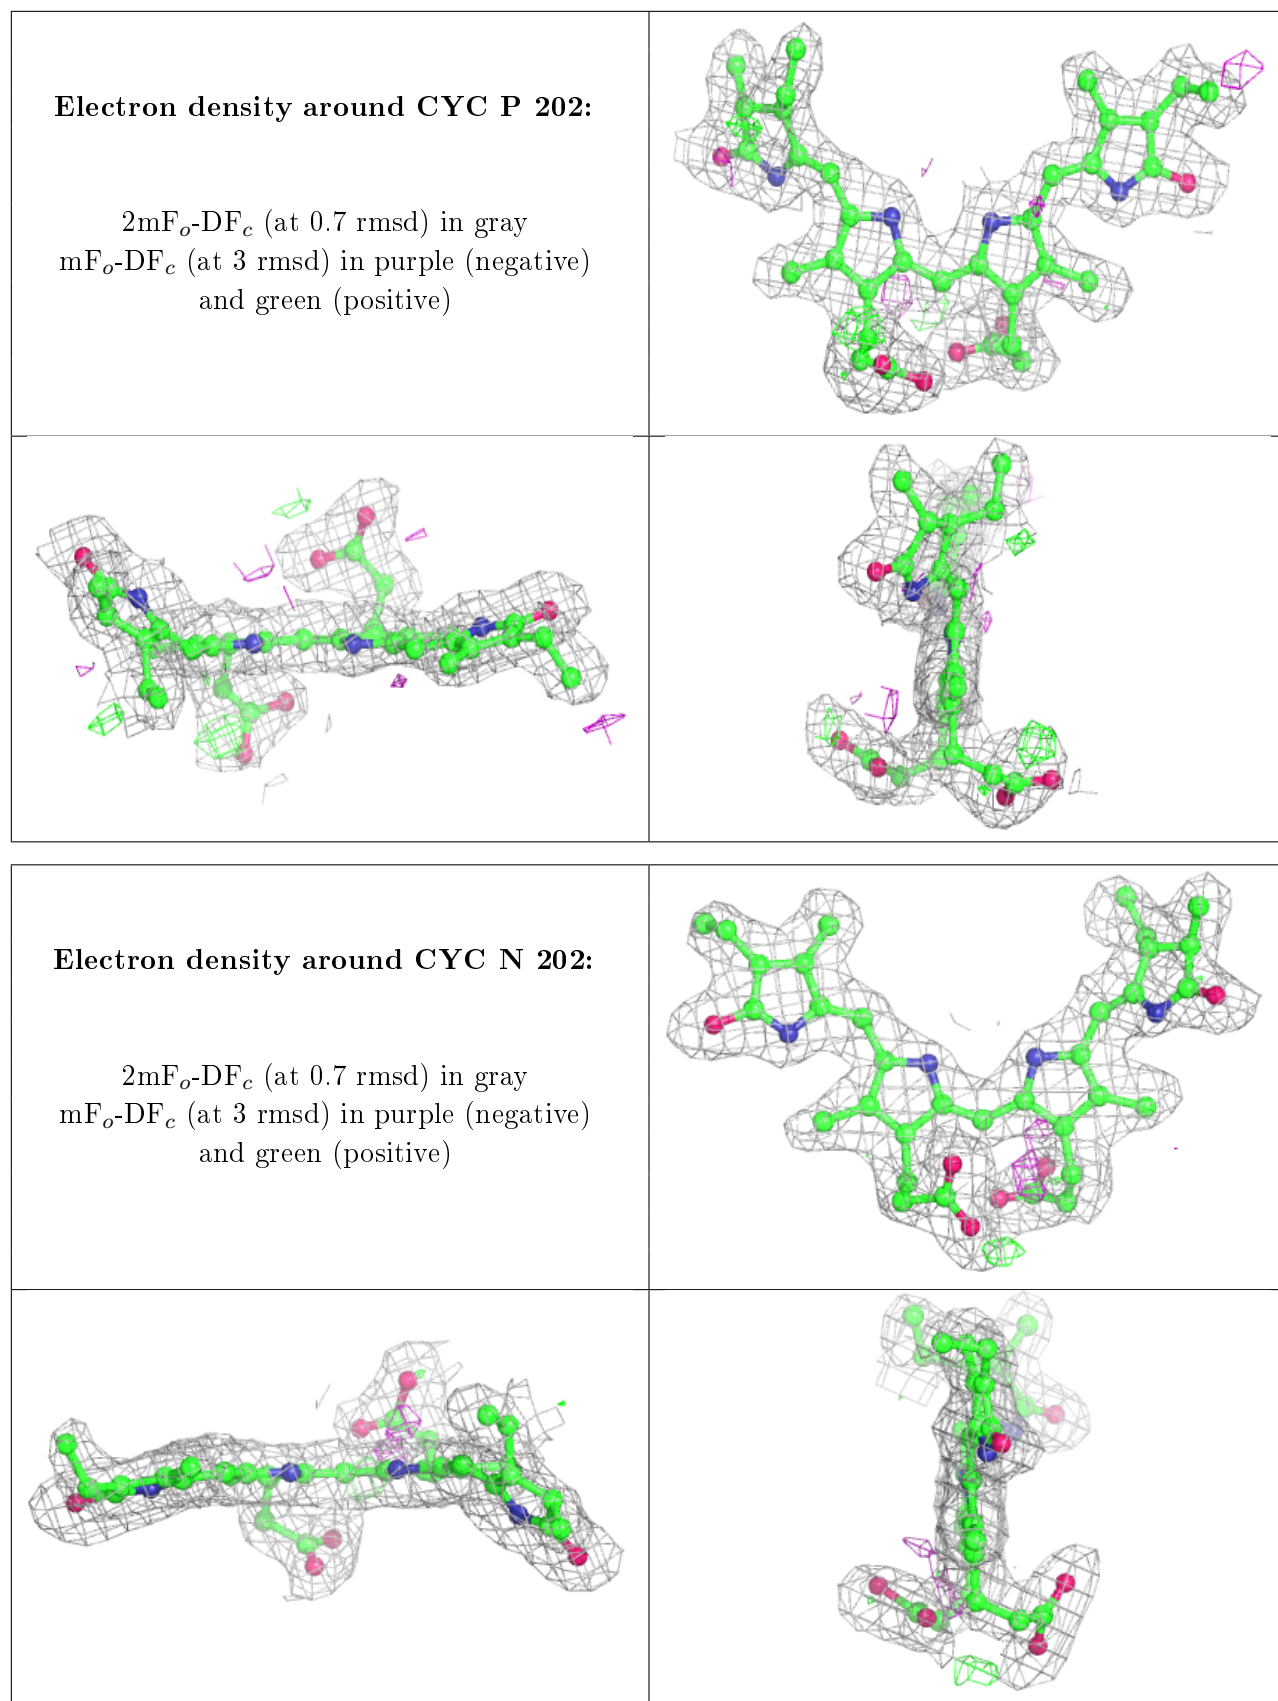 Electron density around CYC P 202:
2mFₒ-DF𝒸 (at 0.7 rmsd) in gray
mFₒ-DF𝒸 (at 3 rmsd) in purple (negative)
and green (positive)
Electron density around CYC N 202:
2mFₒ-DF𝒸 (at 0.7 rmsd) in gray
mFₒ-DF𝒸 (at 3 rmsd) in purple (negative)
and green (positive)